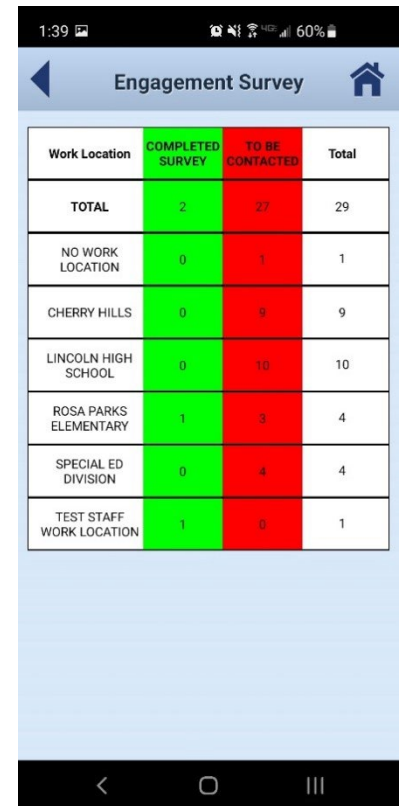 1:39 4G 60%
Engagement Survey
Work Location COMPLETED SURVEY TO BE CONTACTED Total
TOTAL 2 27 29
NO WORK LOCATION 0 1 1
CHERRY HILLS 0 9 9
LINCOLN HIGH SCHOOL 0 10 10
ROSA PARKS ELEMENTARY 1 3 4
SPECIAL ED DIVISION 0 4 4
TEST STAFF WORK LOCATION 1 0 1